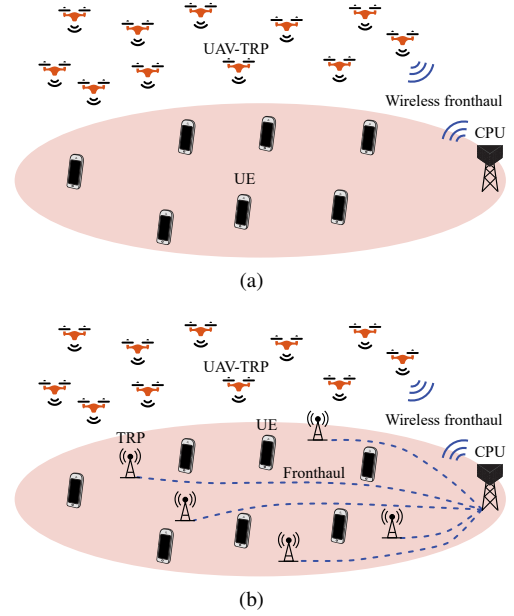 UAV-TRP
Wireless fronthaul
CPU
UE
(a)
UAV-TRP
Wireless fronthaul
TRP
UE
CPU
Fronthaul
(b)